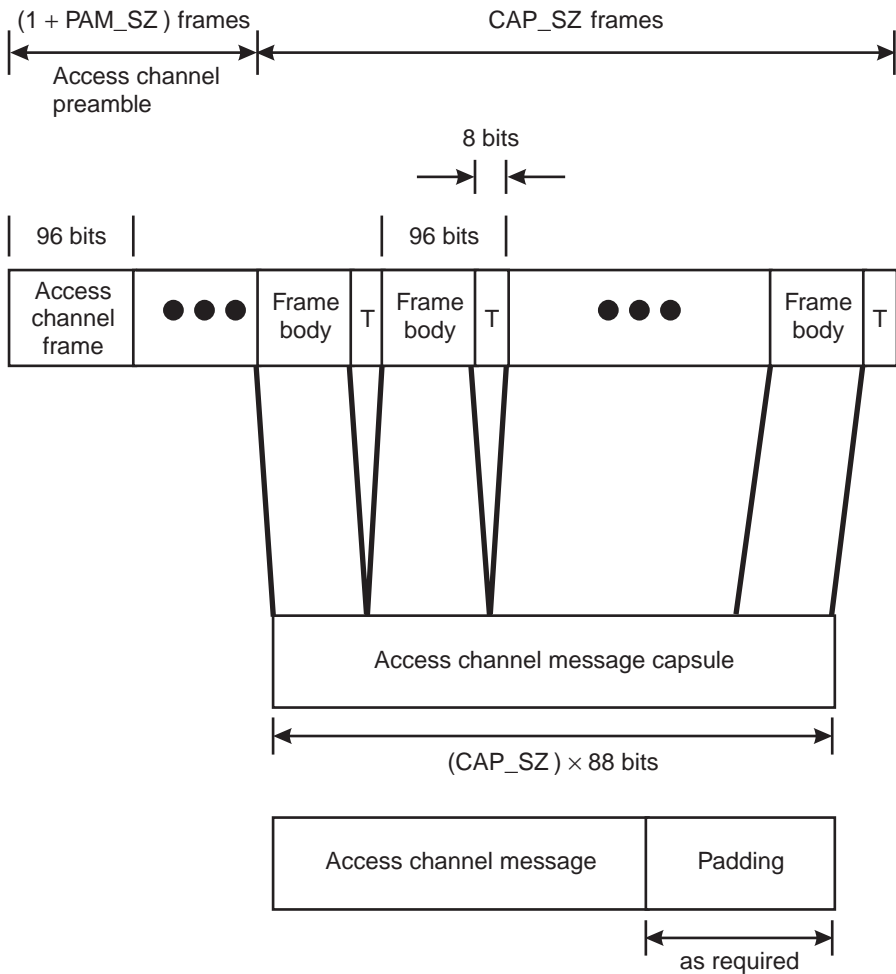 (1 + PAM_SZ ) frames
CAP_SZ frames
Access channel
preamble
8 bits
96 bits
96 bits
Access
channel
frame
Frame
body
T
Frame
body
T
Frame
body
T
Access channel message capsule
(CAP_SZ ) × 88 bits
Access channel message
Padding
as required